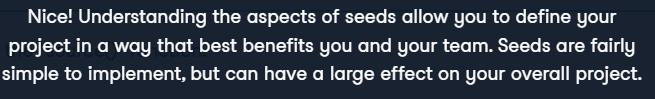 Nice! Understanding the aspects of seeds allow you to define your
project in a way that best benefits you and your team. Seeds are fairly
simple to implement, but can have a large effect on your overall project.